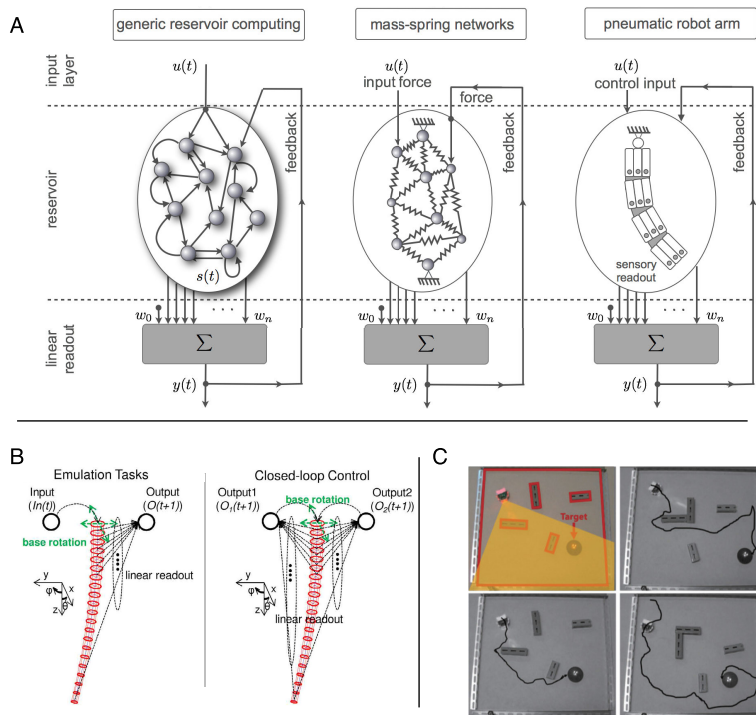 A
generic reservoir computing
mass-spring networks
pneumatic robot arm
input layer
reservoir
linear readout
u(t)
feedback
s(t)
w0
. . .
wn
Σ
y(t)
u(t)
input force
force
feedback
w0
. . .
wn
Σ
y(t)
u(t)
control input
feedback
sensory
readout
w0
. . .
wn
Σ
y(t)
B
Emulation Tasks
Input
(In(t))
Output
(O(t+1))
base rotation
linear readout
y
φ
x
θ
z
Closed-loop Control
Output1
(O1(t+1))
base rotation
Output2
(O2(t+1))
y
φ
x
θ
z
linear readout
C
Target